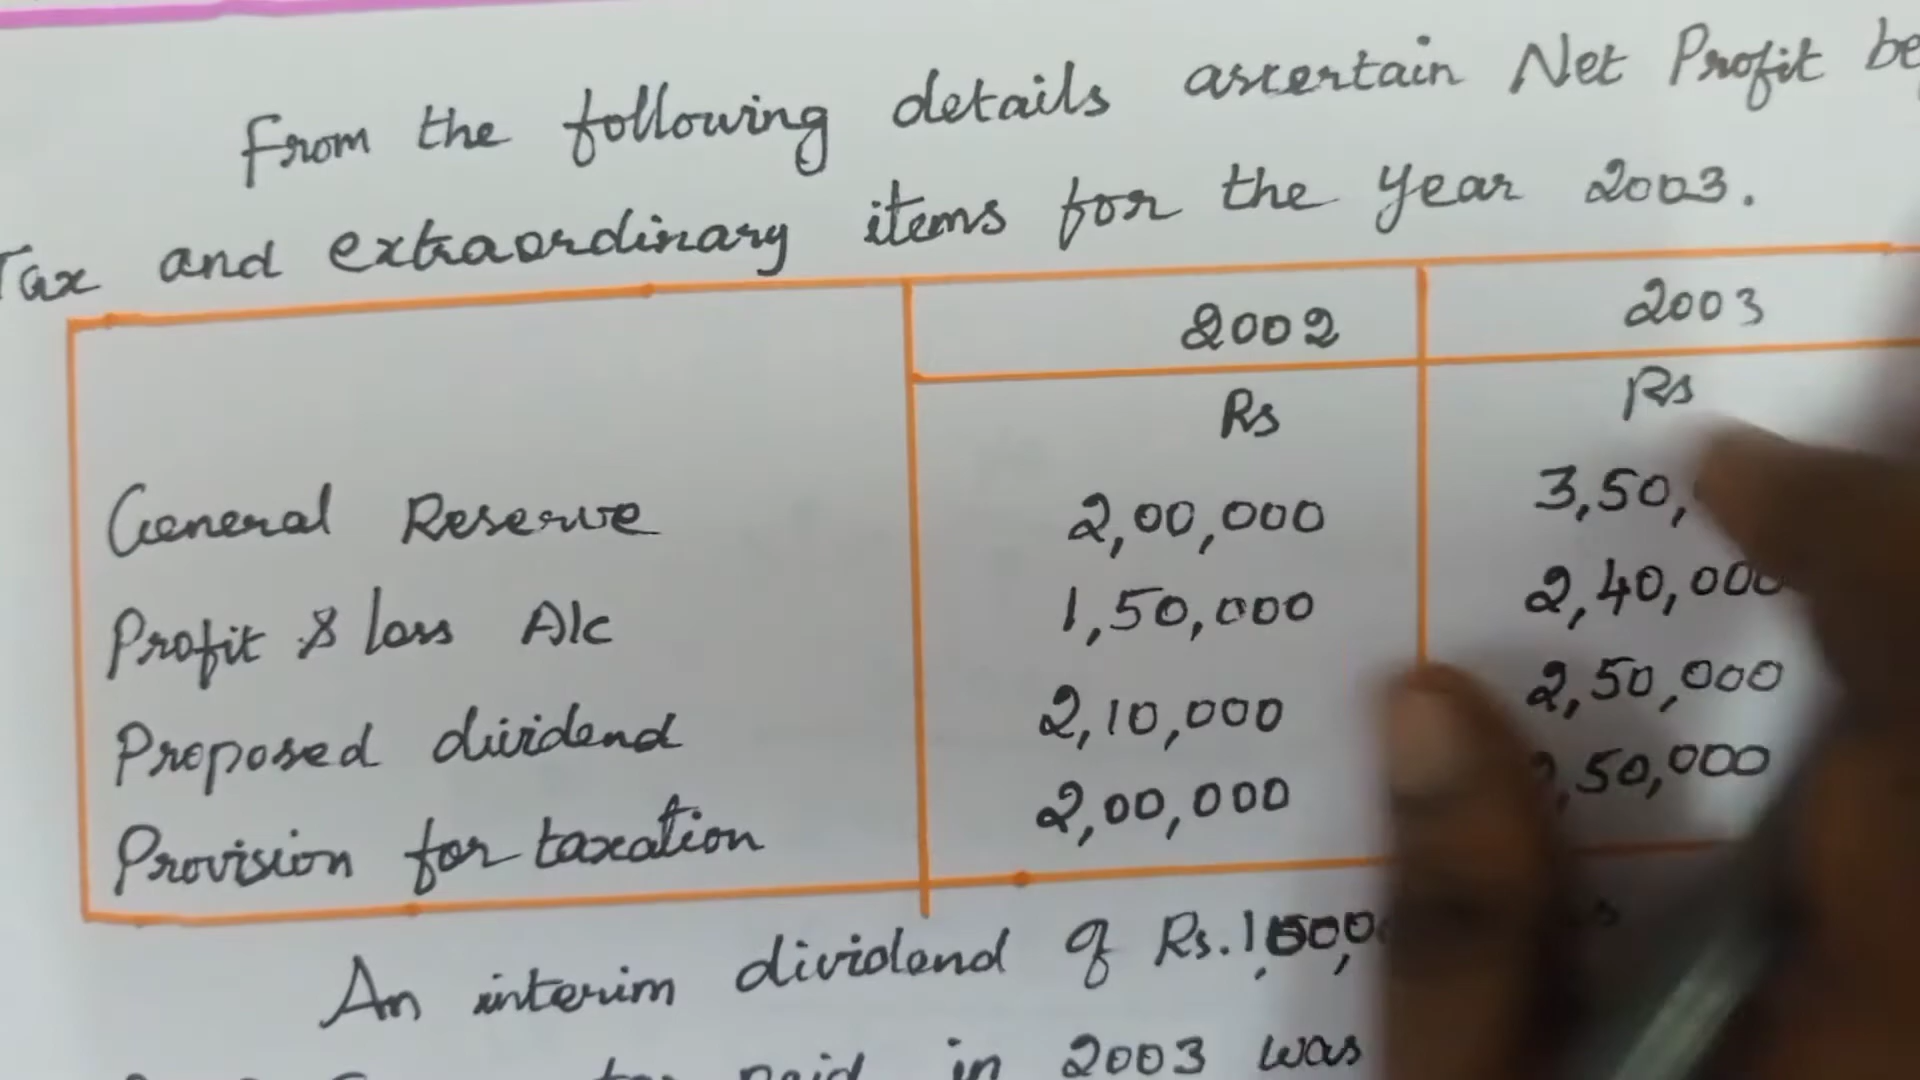 From the following details ascertain Net Profit be
Tax and extraordinary items for the year 2003.
2002 2003
Rs Rs
General Reserve 2,00,000 3,50,
Profit & loss A/c 1,50,000 2,40,000
Proposed dividend 2,10,000 2,50,000
Provision for taxation 2,00,000 ,50,000
An interim dividend of Rs.
paid in 2003 was